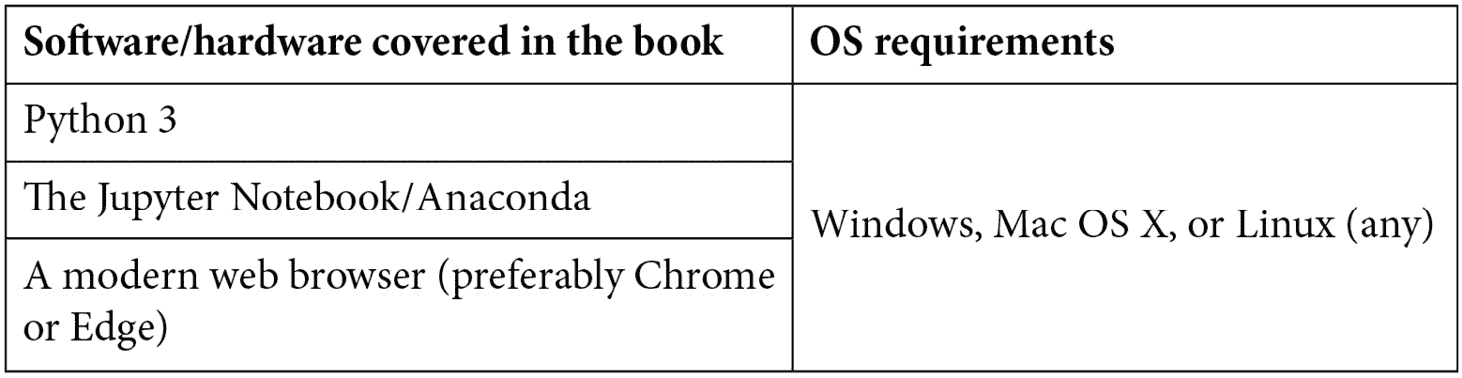 Software/hardware covered in the book
OS requirements
Python 3
The Jupyter Notebook/Anaconda
Windows, Mac OS X, or Linux (any)
A modern web browser (preferably Chrome
or Edge)